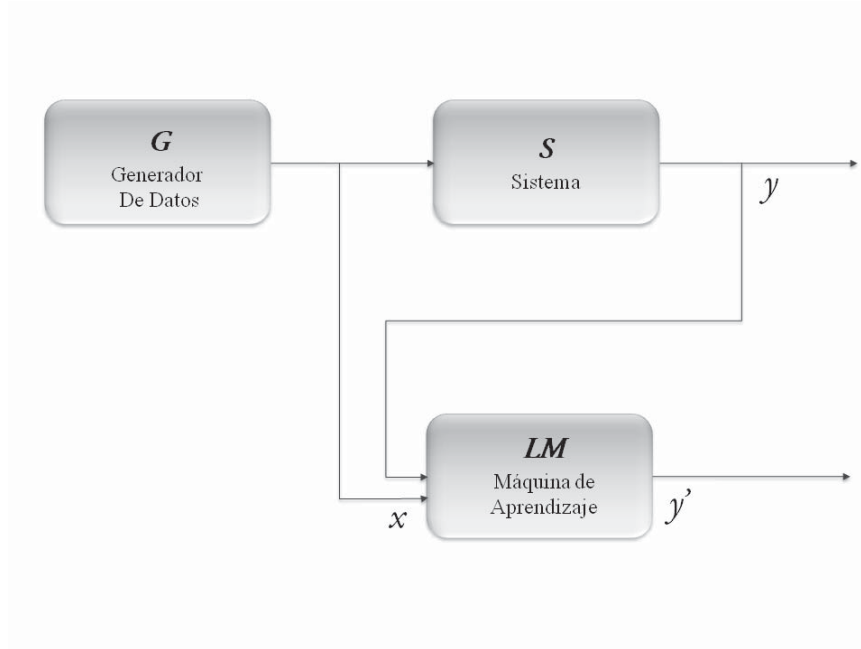 G
Generador
De Datos
S
Sistema
y
LM
Máquina de
Aprendizaje
x
y’